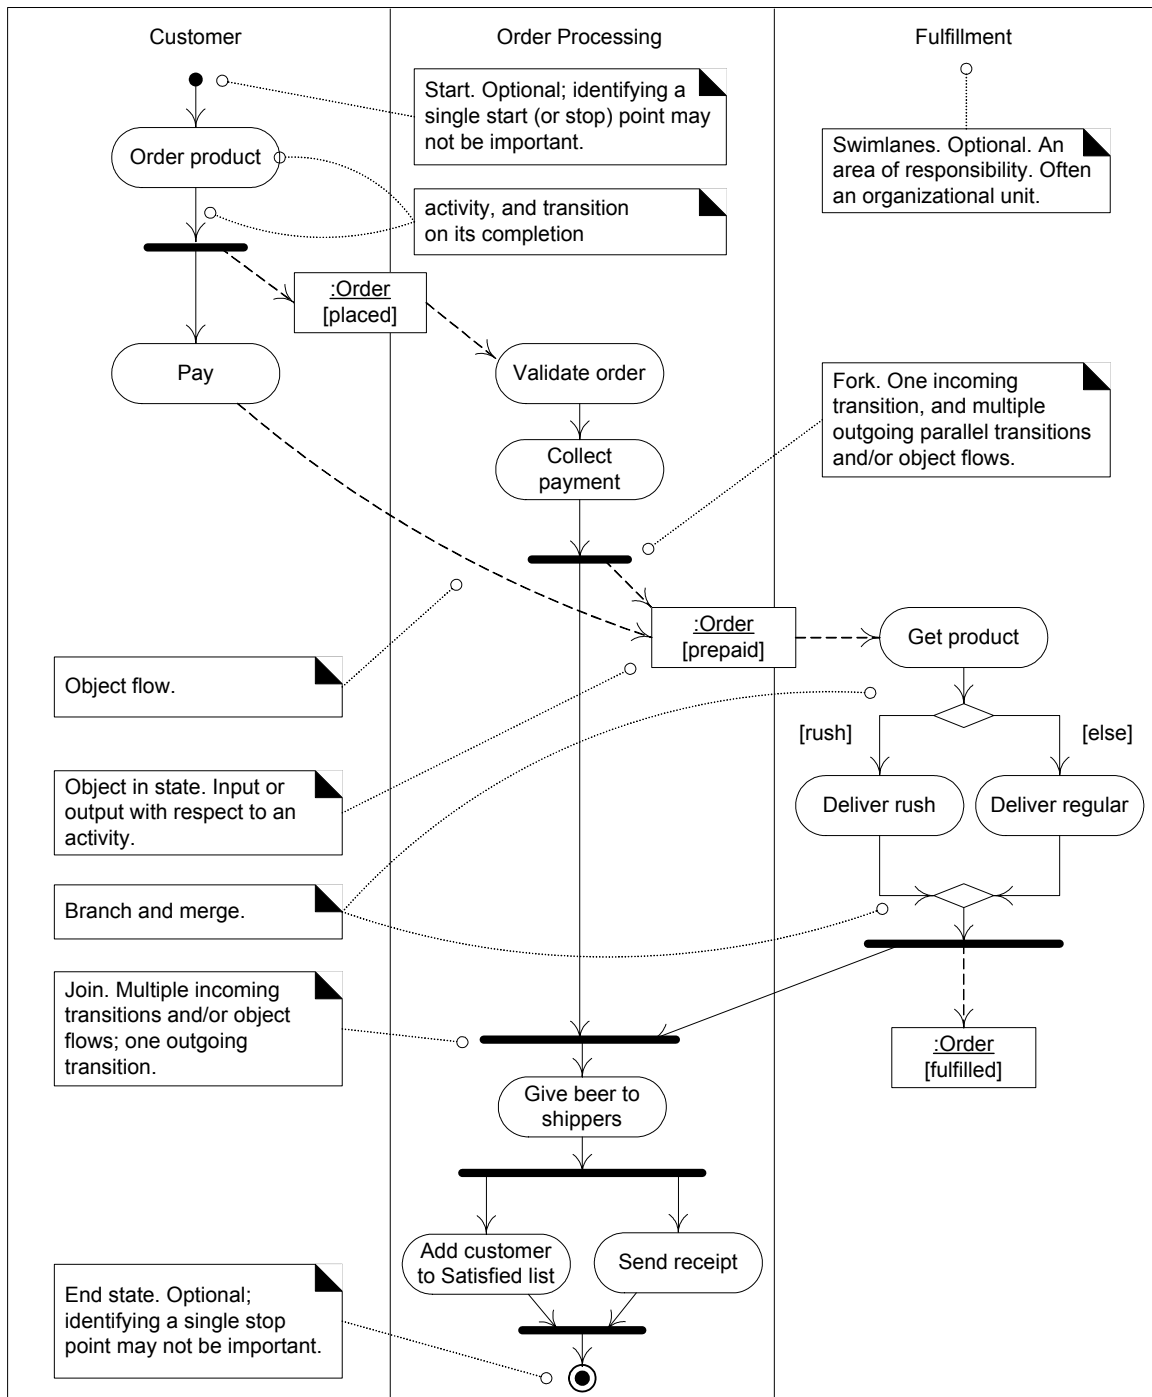 Customer
Order Processing
Fulfillment
Start. Optional; identifying a
single start (or stop) point may
not be important.
Swimlanes. Optional. An
area of responsibility. Often
an organizational unit.
Order product
activity, and transition
on its completion
:Order
[placed]
Pay
Validate order
Fork. One incoming
transition, and multiple
outgoing parallel transitions
and/or object flows.
Collect
payment
:Order
[prepaid]
Get product
Object flow.
[rush]
[else]
Object in state. Input or
output with respect to an
activity.
Deliver rush
Deliver regular
Branch and merge.
Join. Multiple incoming
transitions and/or object
flows; one outgoing
transition.
:Order
[fulfilled]
Give beer to
shippers
Add customer
to Satisfied list
Send receipt
End state. Optional;
identifying a single stop
point may not be important.